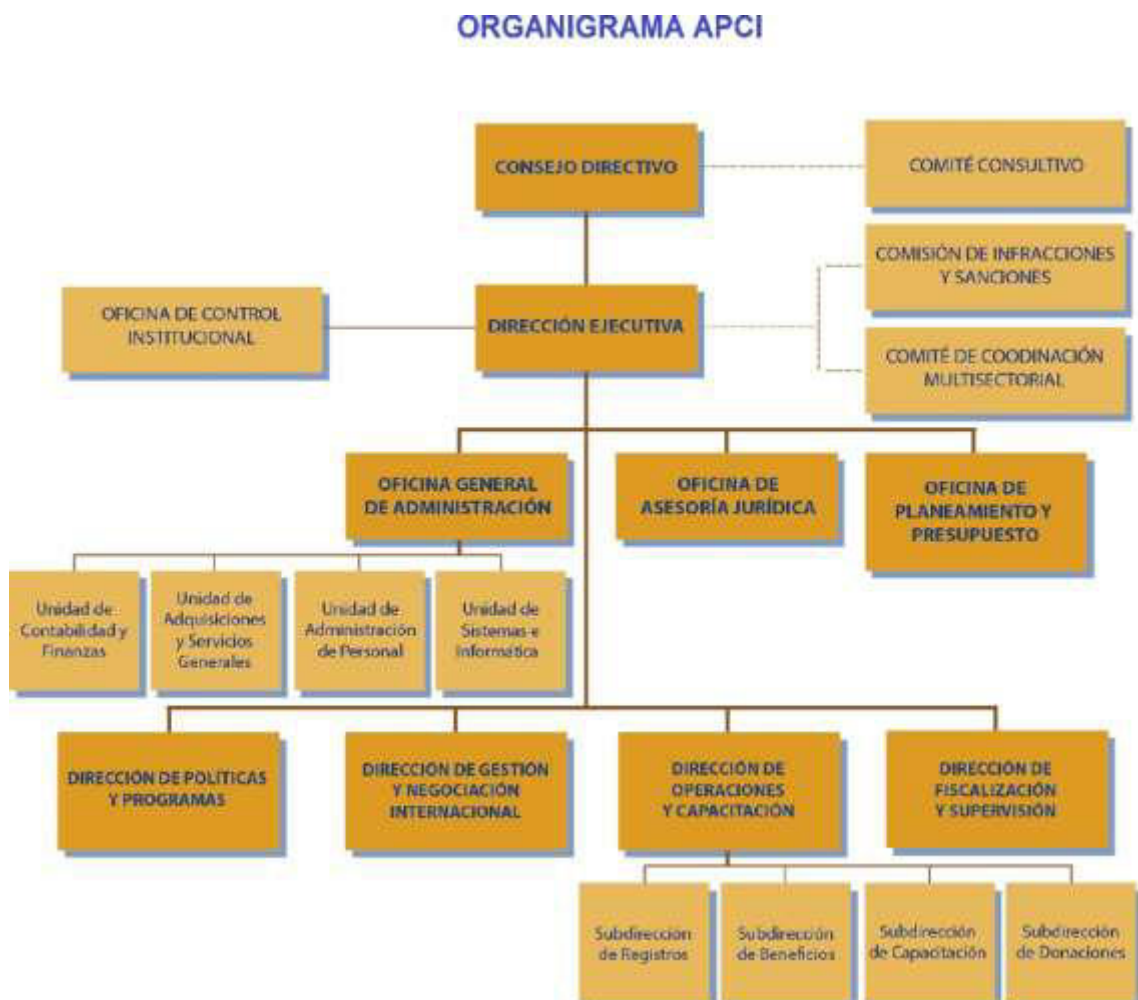 ORGANIGRAMA APCI
CONSEJO DIRECTIVO
COMITÉ CONSULTIVO
COMISIÓN DE INFRACCIONES
Y SANCIONES
OFICINA DE CONTROL
INSTITUCIONAL
DIRECCIÓN EJECUTIVA
COMITÉ DE COODINACIÓN
MULTISECTORIAL
OFICINA GENERAL
DE ADMINISTRACIÓN
OFICINA DE
ASESORÍA JURÍDICA
OFICINA DE
PLANEAMIENTO Y
PRESUPUESTO
Unidad de
Contabilidad y
Finanzas
Unidad de
Adquisiciones
y Servicios
Generales
Unidad de
Administración
de Personal
Unidad de
Sistemas e
Informática
DIRECCIÓN DE POLÍTICAS
Y PROGRAMAS
DIRECCIÓN DE GESTIÓN
Y NEGOCIACIÓN
INTERNACIONAL
DIRECCIÓN DE
OPERACIONES
Y CAPACITACIÓN
DIRECCIÓN DE
FISCALIZACIÓN
Y SUPERVISIÓN
Subdirección
de Registros
Subdirección
de Beneficios
Subdirección
de Capacitación
Subdirección
de Donaciones